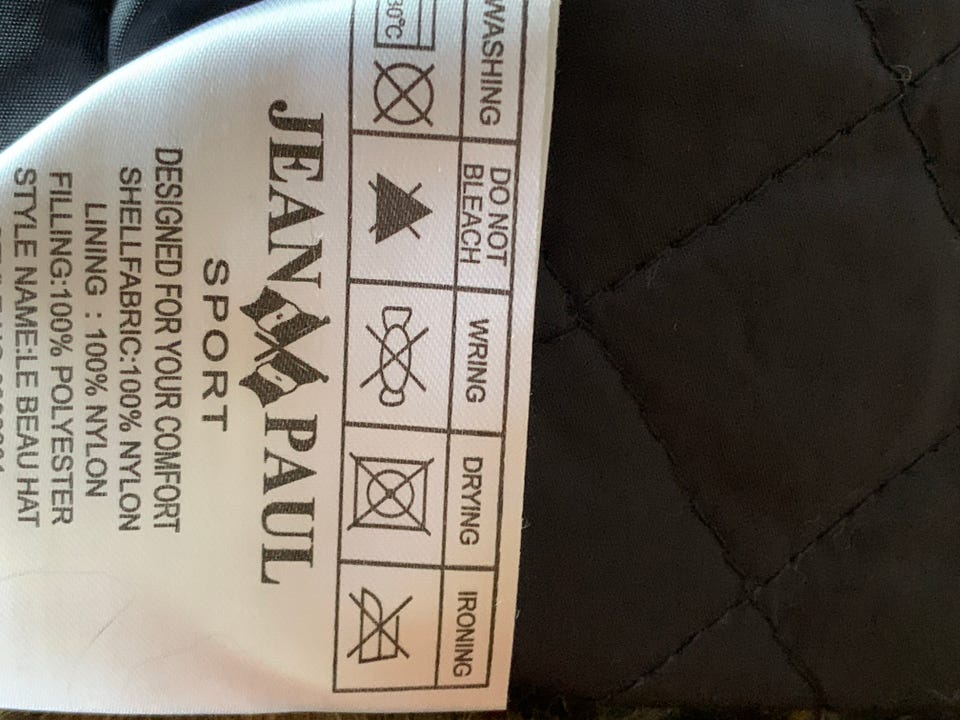 WASHING
DO NOT
BLEACH
WRING
DRYING
IRONING
30°C
JEAN PAUL
SPORT
DESIGNED FOR YOUR COMFORT
SHELLFABRIC:100% NYLON
LINING : 100% NYLON
FILLING:100% POLYESTER
STYLE NAME:LE BEAU HAT